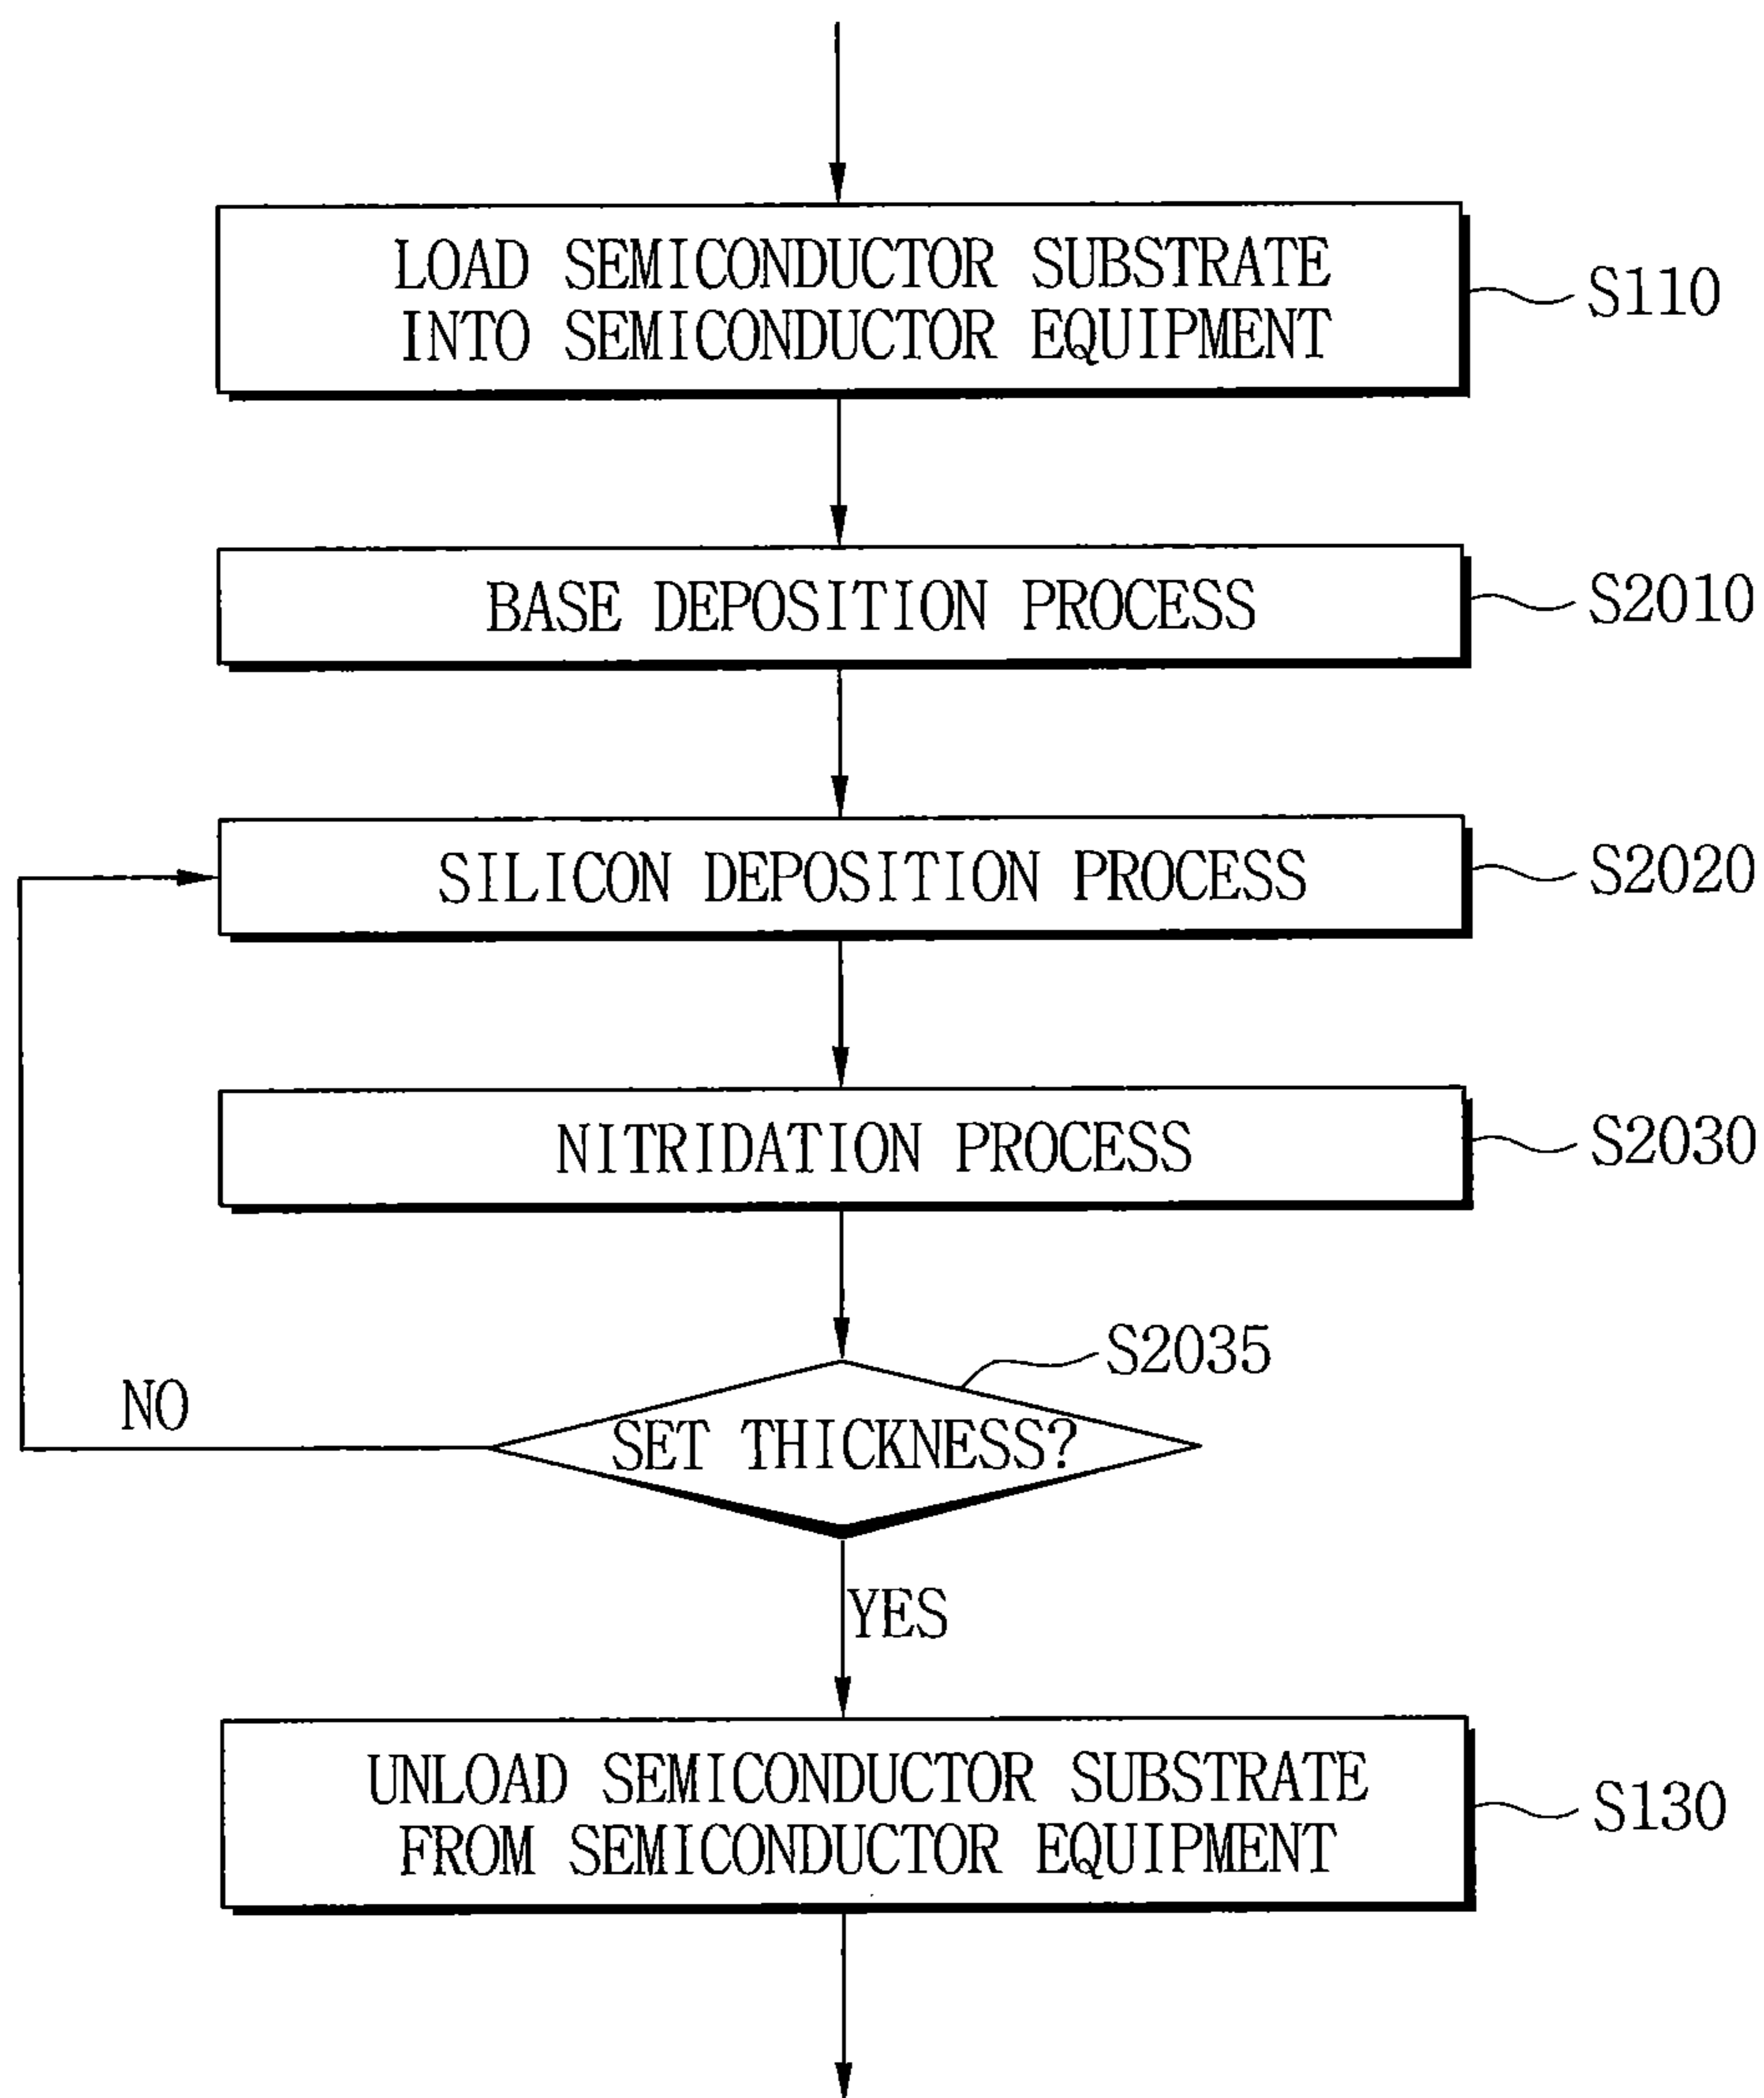 LOAD SEMICONDUCTOR SUBSTRATE
INTO SEMICONDUCTOR EQUIPMENT
S110
BASE DEPOSITION PROCESS
S2010
SILICON DEPOSITION PROCESS
S2020
NITRIDATION PROCESS
S2030
S2035
NO
SET THICKNESS?
YES
UNLOAD SEMICONDUCTOR SUBSTRATE
FROM SEMICONDUCTOR EQUIPMENT
S130